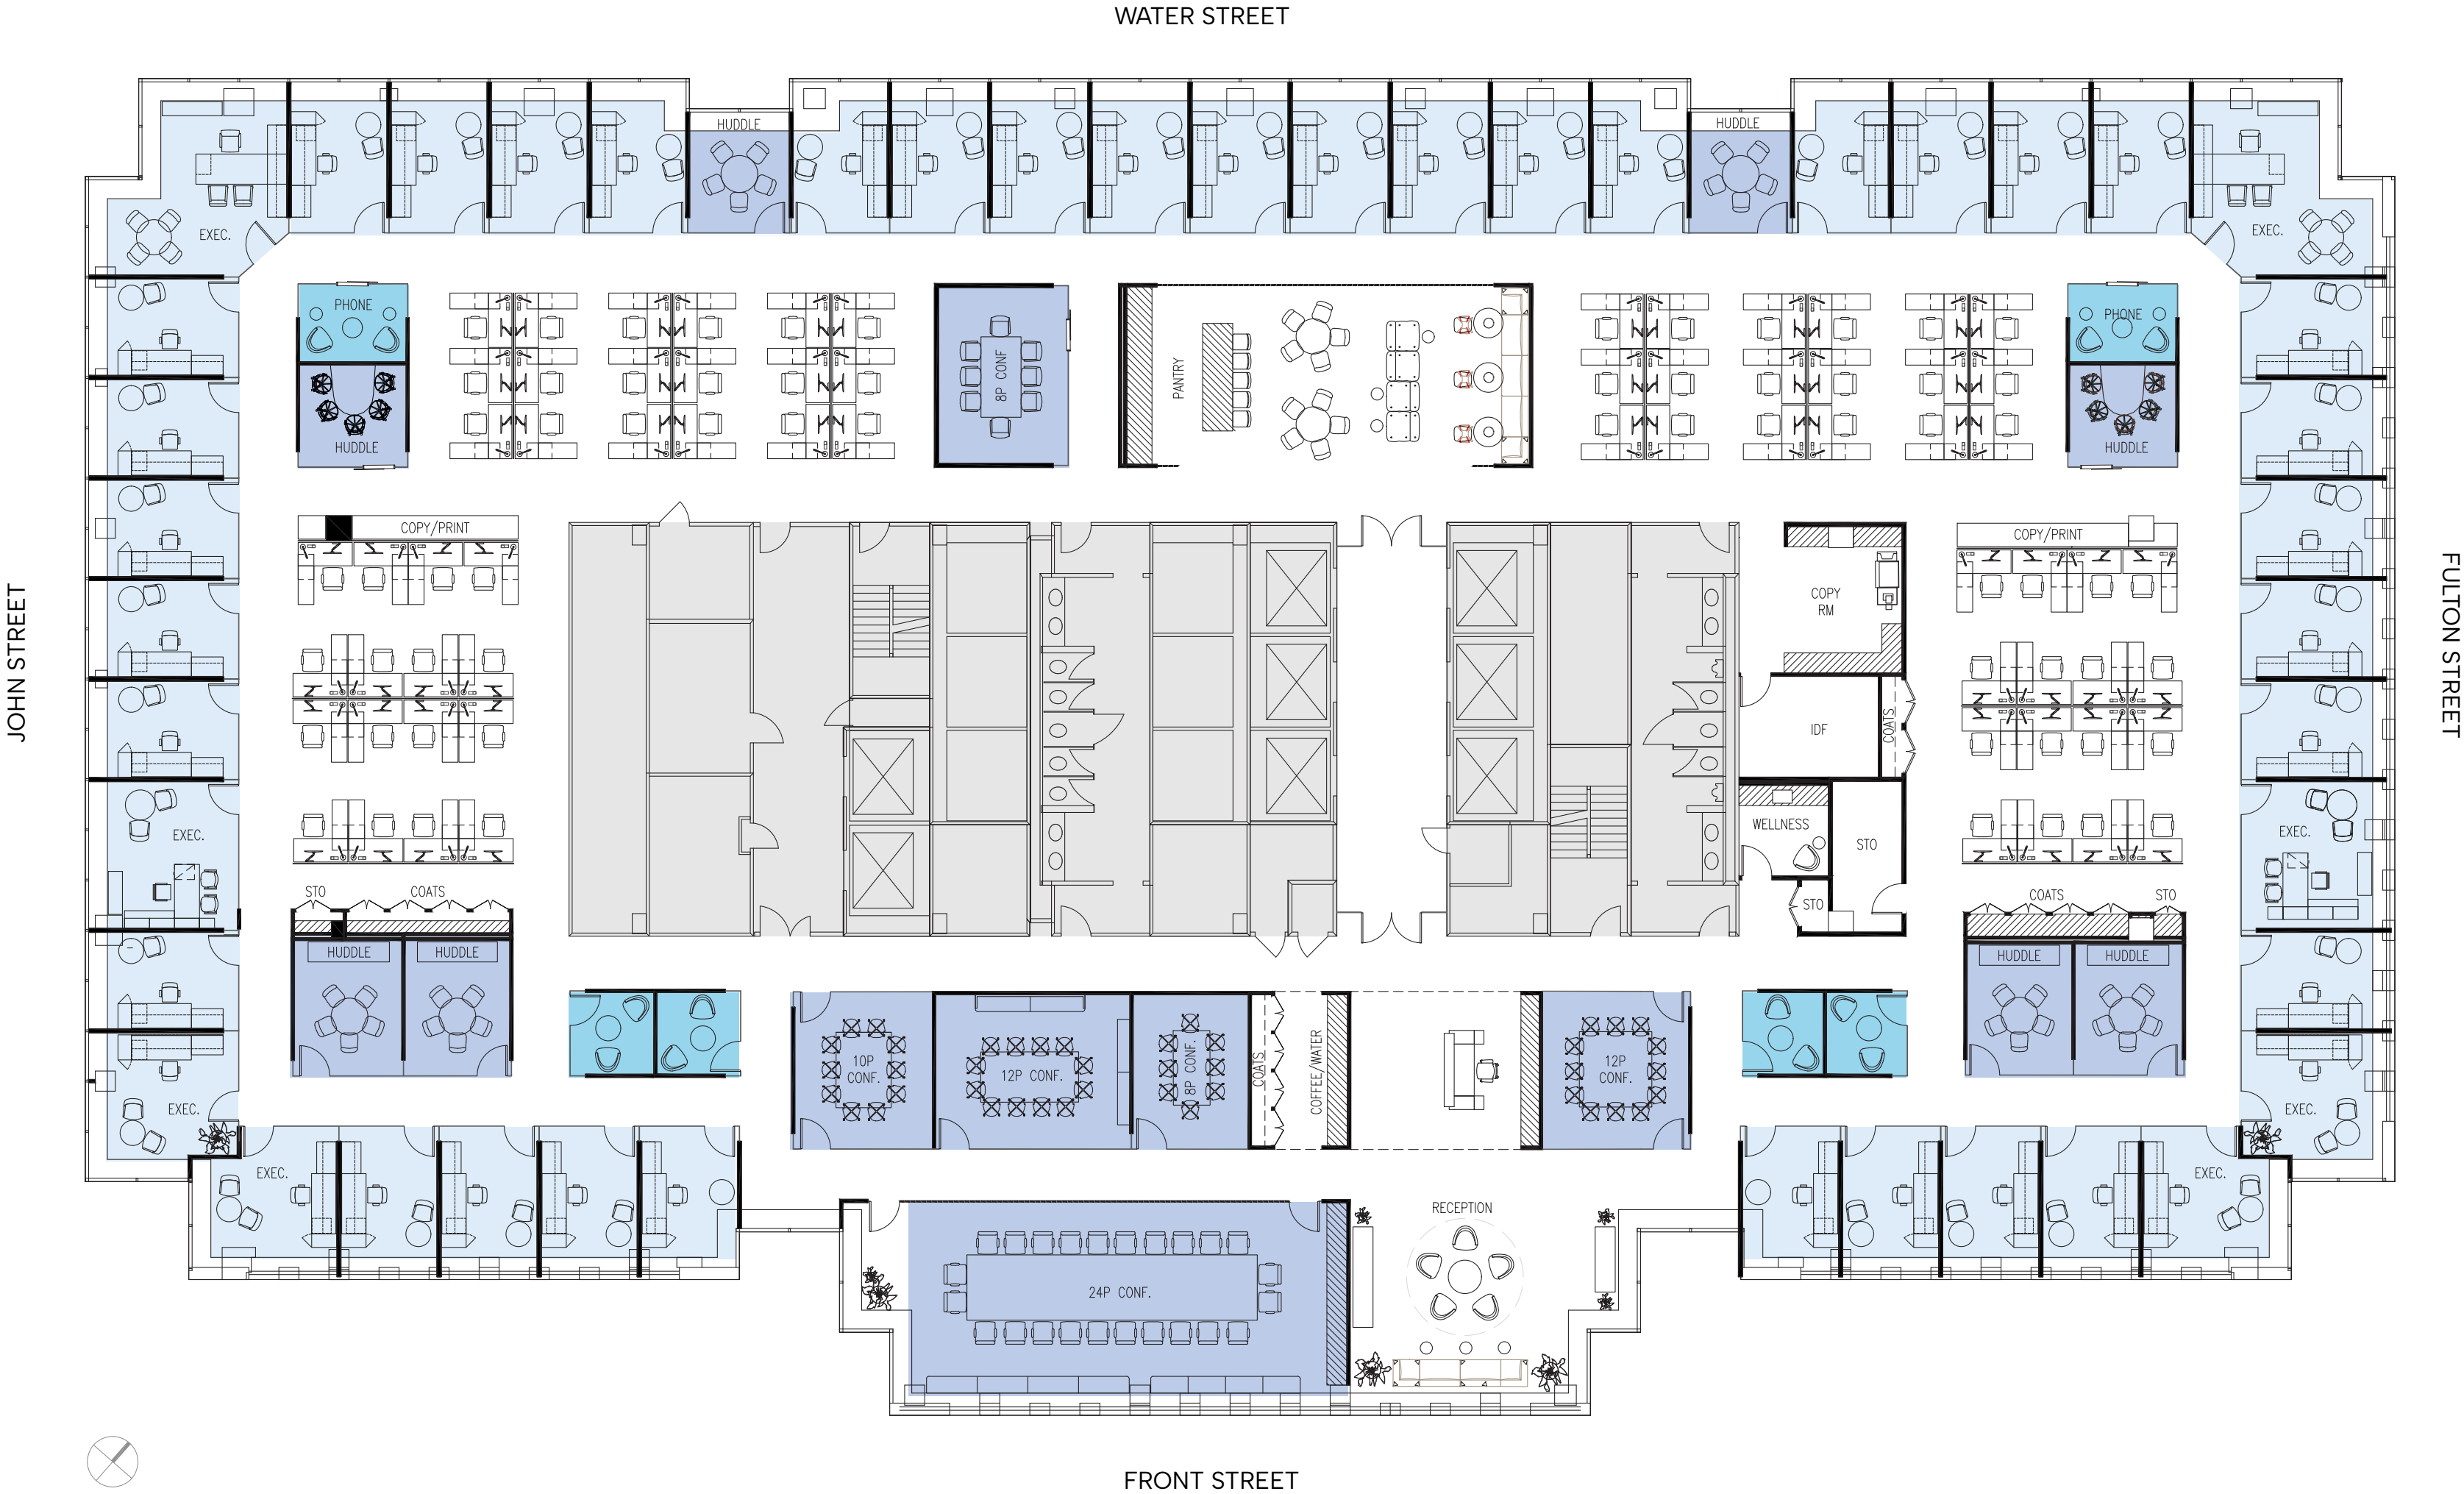 WATER STREET
HUDDLE
HUDDLE
EXEC.
EXEC.
PHONE
PHONE
8P CONF
PANTRY
HUDDLE
HUDDLE
COPY/PRINT
COPY/PRINT
JOHN STREET
FULTON STREET
COPY
RM
IDF
COATS
EXEC.
WELLNESS
STO
EXEC.
STO
COATS
STO
COATS
STO
HUDDLE
HUDDLE
HUDDLE
HUDDLE
10P
CONF.
12P CONF.
8P CONF.
COATS
COFFEE/WATER
12P
CONF.
EXEC.
EXEC.
EXEC.
EXEC.
RECEPTION
24P CONF.
FRONT STREET